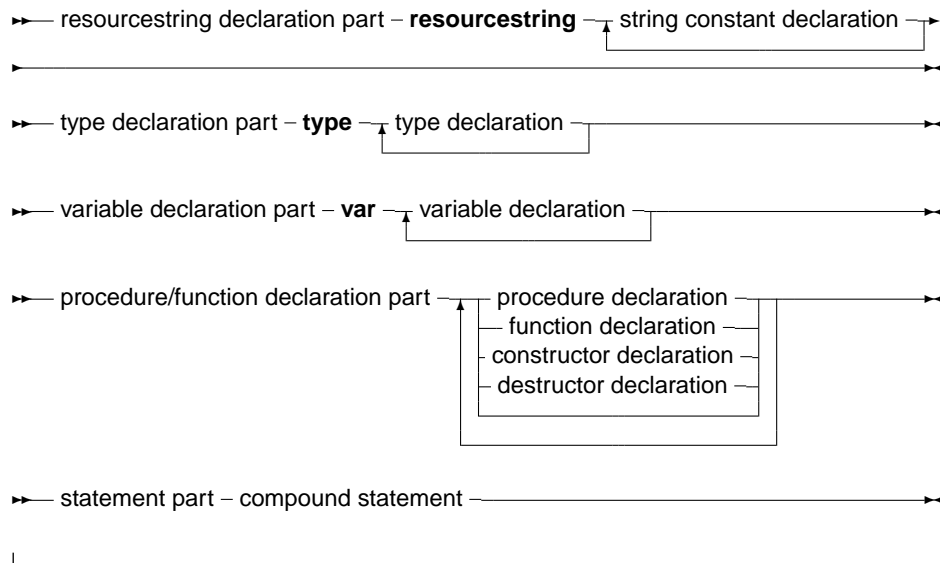 resourcestring declaration part resourcestring string constant declaration
type declaration part type type declaration
variable declaration part var variable declaration
procedure/function declaration part procedure declaration
function declaration
constructor declaration
destructor declaration
statement part compound statement